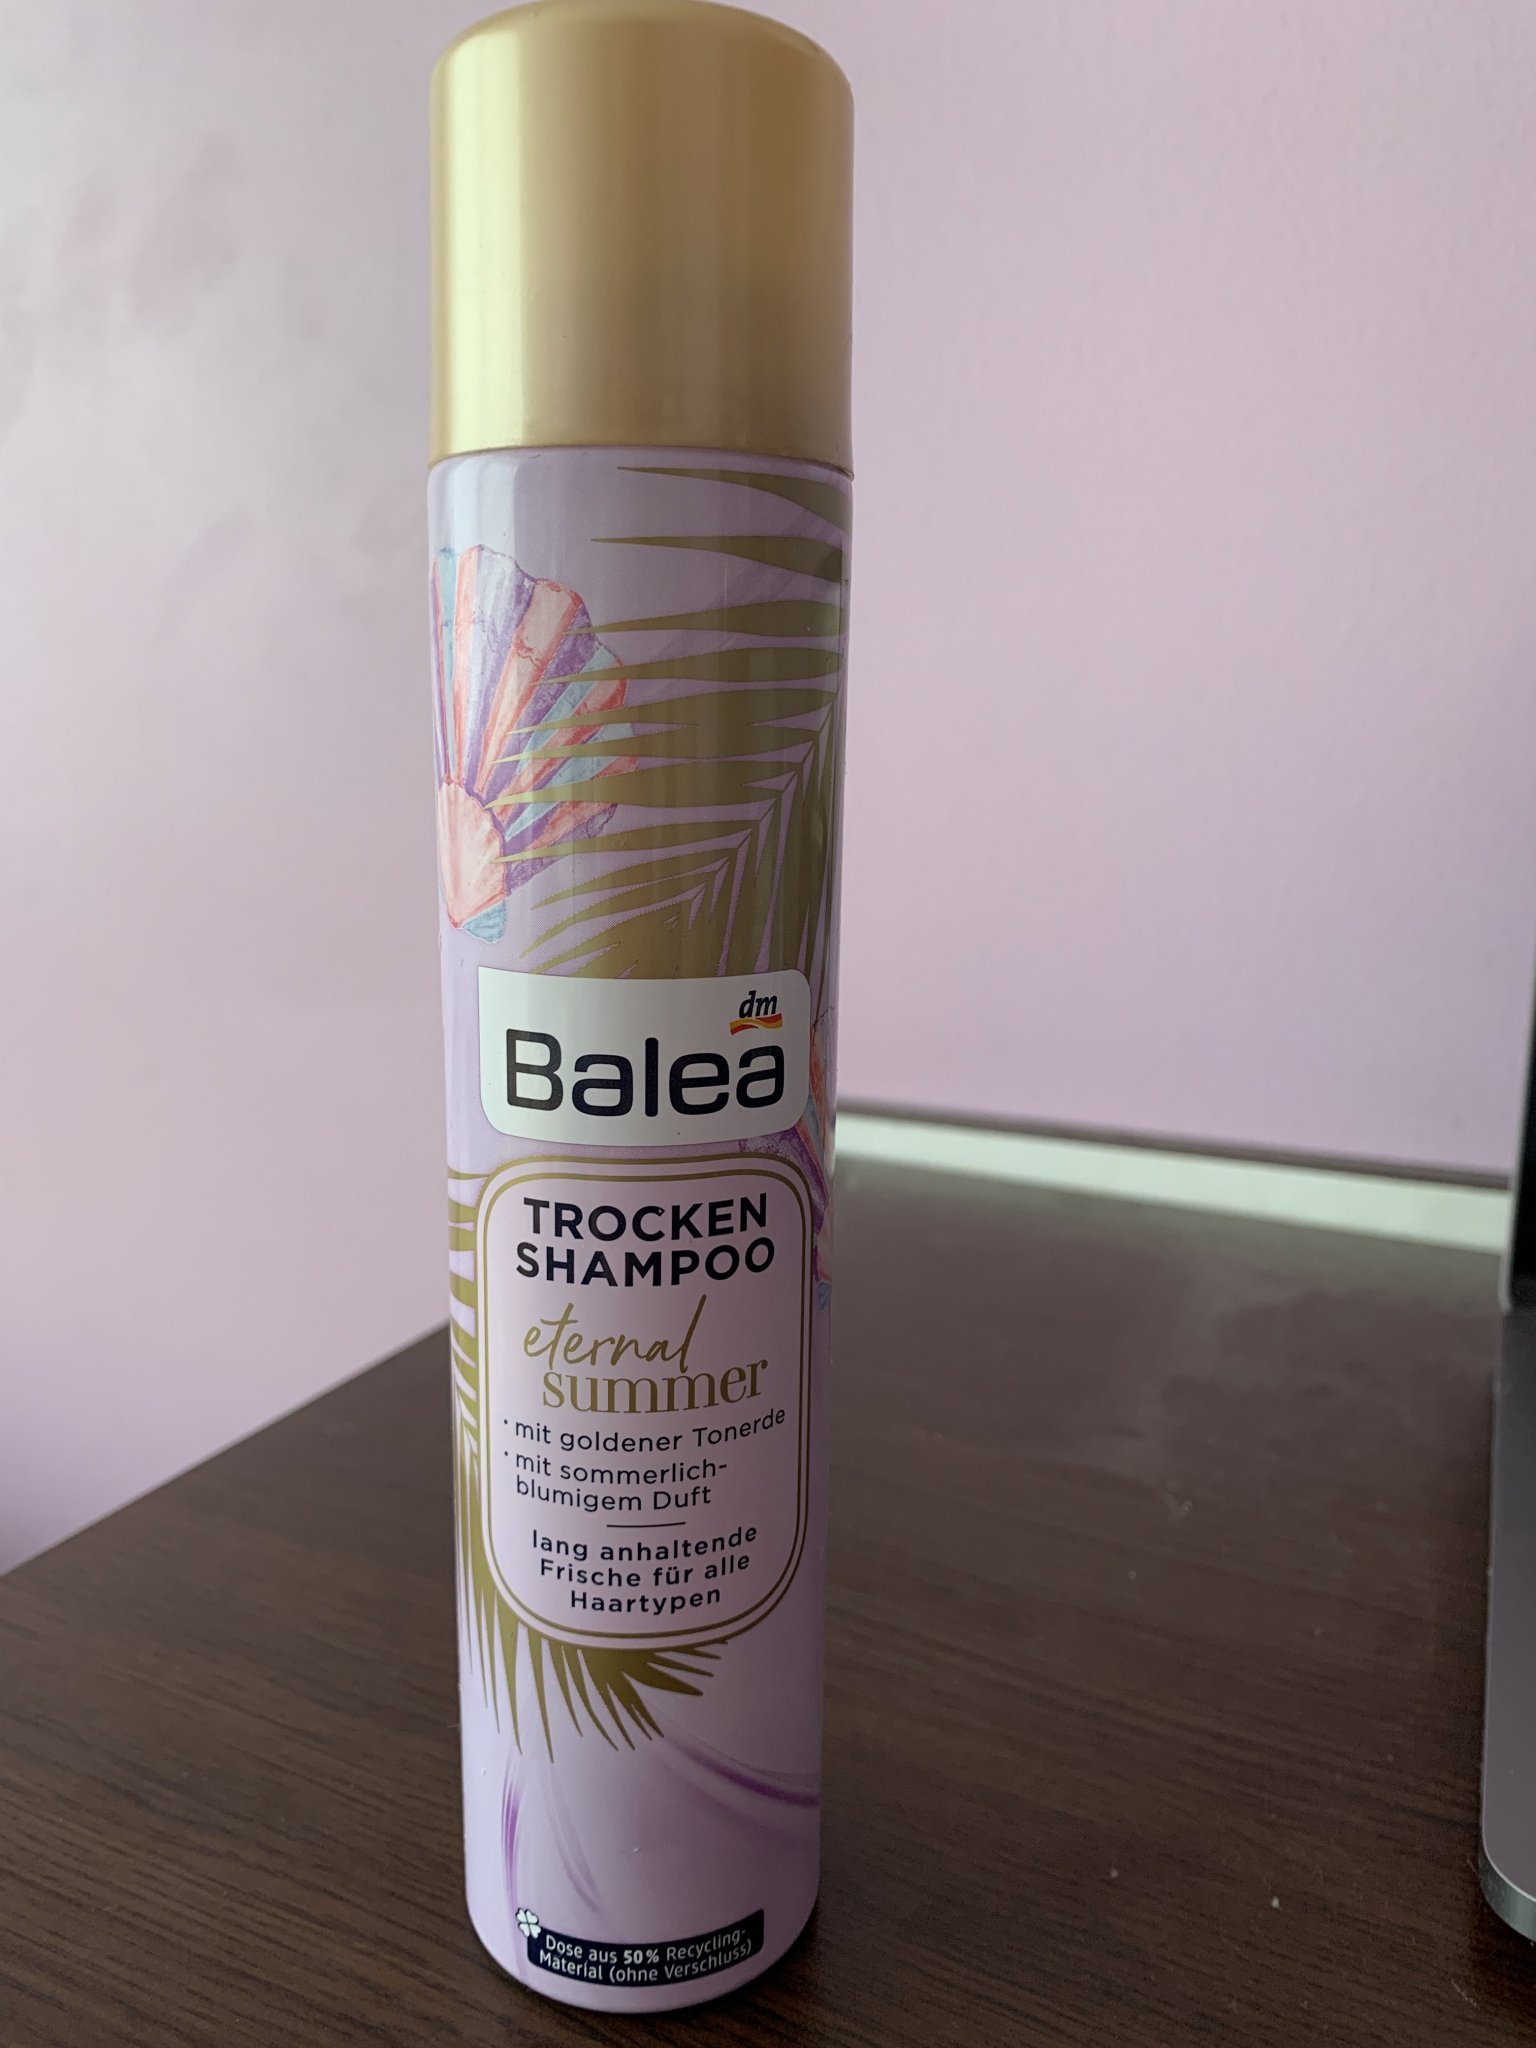 dm
Balea
TROCKEN
SHAMPOO
eternal
summer
· mit goldener Tonerde
· mit sommerlich-
blumigem Duft
lang anhaltende
Frische für alle
Haartypen
Dose aus 50% Recycling-
Material (ohne Verschluss)